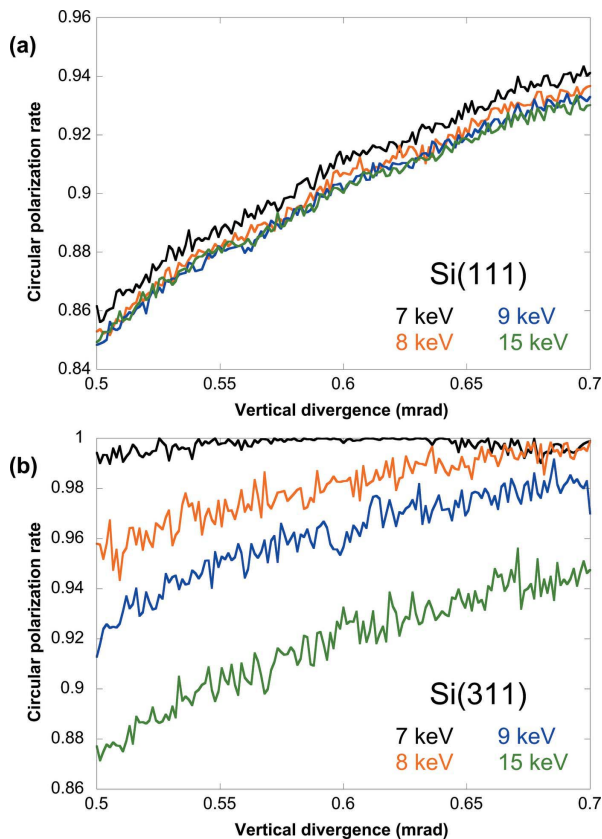 (a)
0.96
0.94
0.92
0.9
0.88
0.86
0.84
Circular polarization rate
Si(111)
7 keV 9 keV
8 keV 15 keV
0.5 0.55 0.6 0.65 0.7
Vertical divergence (mrad)
(b)
1
0.98
0.96
0.94
0.92
0.9
0.88
0.86
Circular polarization rate
Si(311)
7 keV 9 keV
8 keV 15 keV
0.5 0.55 0.6 0.65 0.7
Vertical divergence (mrad)